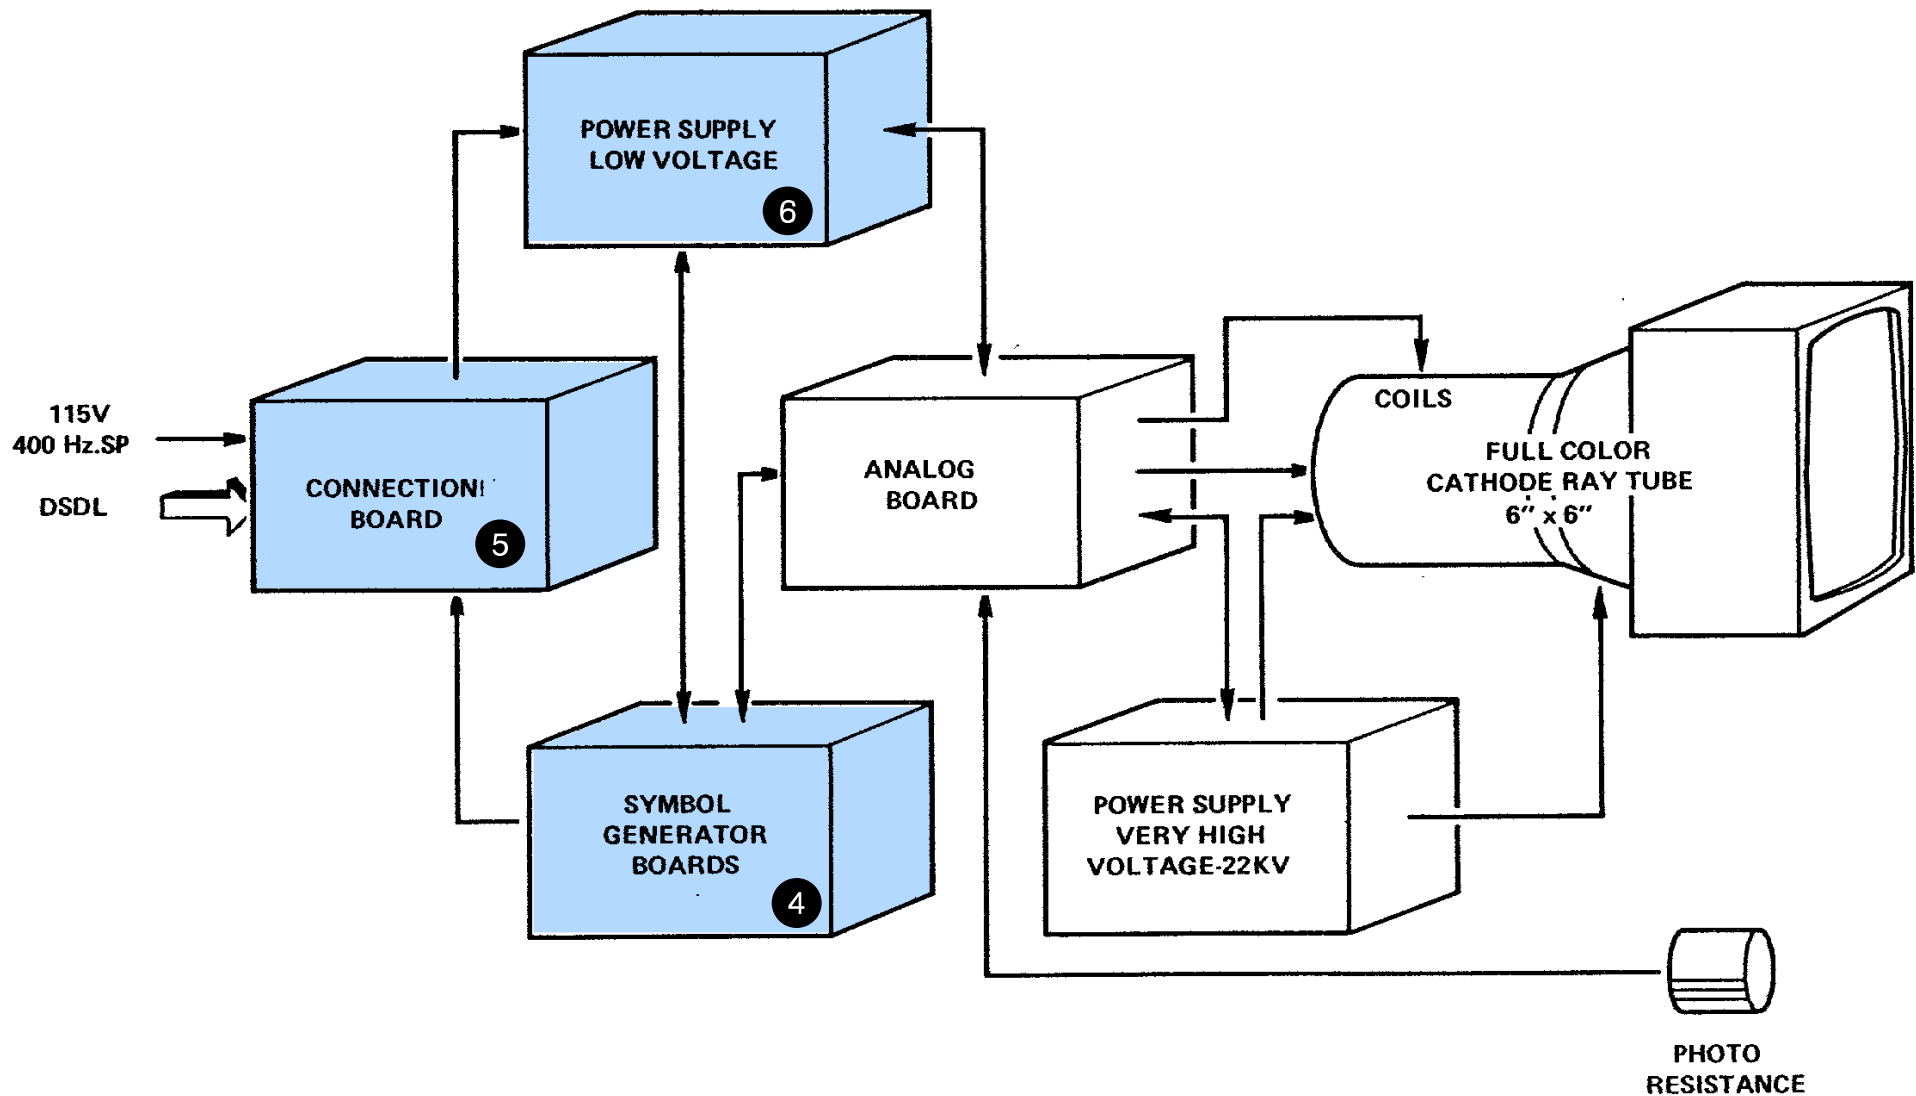 POWER SUPPLY
LOW VOLTAGE
6
115V
400 Hz.SP
DSDL
CONNECTION
BOARD
5
ANALOG
BOARD
COILS
FULL COLOR
CATHODE RAY TUBE
6" x 6"
SYMBOL
GENERATOR
BOARDS
4
POWER SUPPLY
VERY HIGH
VOLTAGE-22KV
PHOTO
RESISTANCE